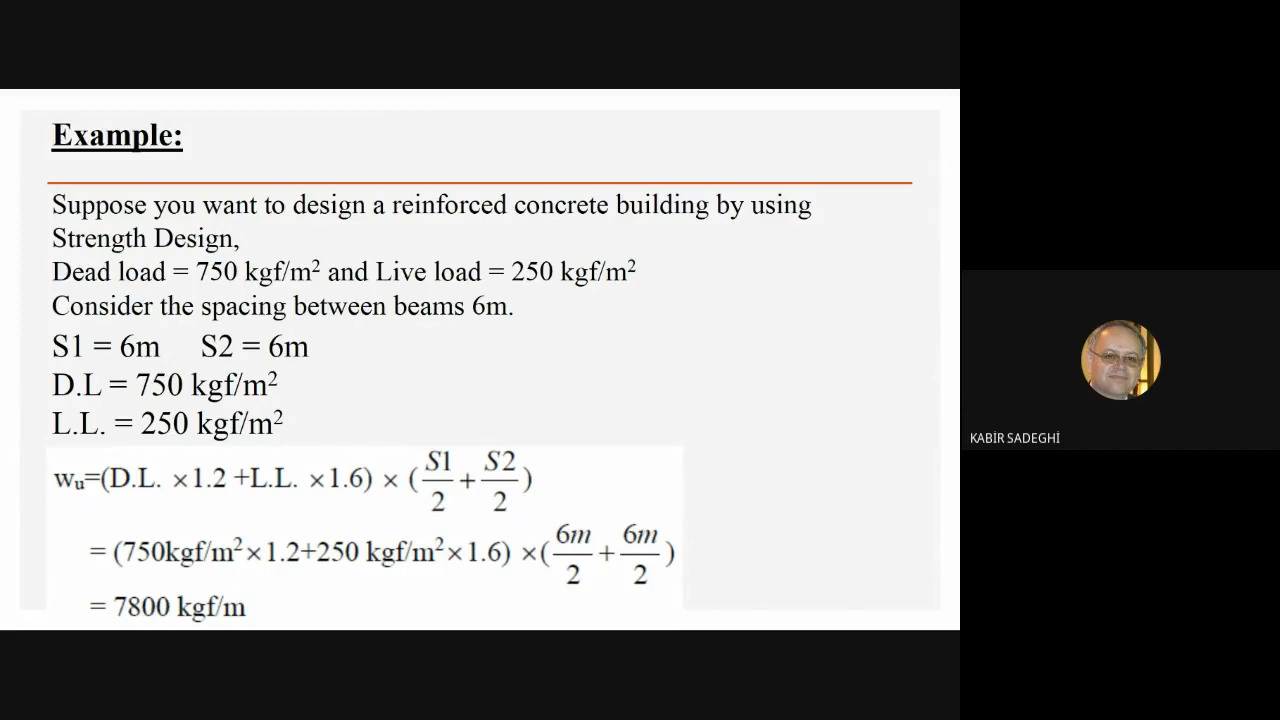 Example:
Suppose you want to design a reinforced concrete building by using
Strength Design,
Dead load = 750 kgf/m² and Live load = 250 kgf/m²
Consider the spacing between beams 6m.
S1 = 6m S2 = 6m
D.L = 750 kgf/m²
L.L. = 250 kgf/m²
wᵤ=(D.L. ×1.2 +L.L. ×1.6) × (S1/2 + S2/2)
= (750kgf/m²×1.2+250 kgf/m²×1.6) ×(6m/2 + 6m/2)
= 7800 kgf/m
KABİR SADEGHİ